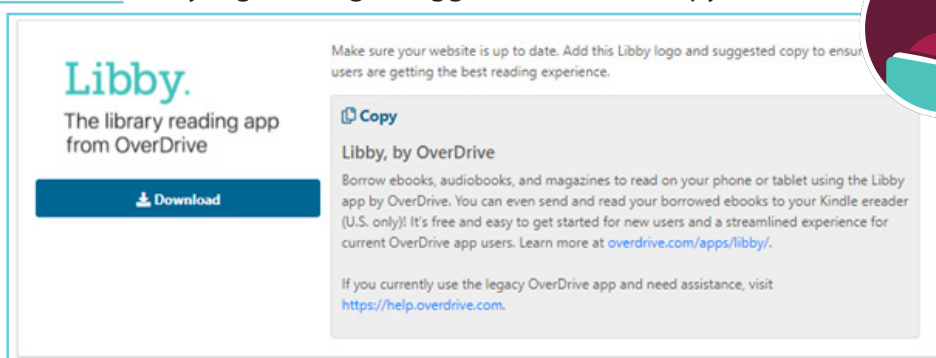 Make sure your website is up to date. Add this Libby logo and suggested copy to
users are getting the best reading experience.
Libby.
The library reading app
from OverDrive
Download
Copy
Libby, by OverDrive
Borrow ebooks, audiobooks, and magazines to read on your phone or tablet using the Libby
app by OverDrive. You can even send and read your borrowed ebooks to your Kindle ereader
(U.S. only)! It's free and easy to get started for new users and a streamlined experience for
current OverDrive app users. Learn more at overdrive.com/apps/libby/.
If you currently use the legacy OverDrive app and need assistance, visit
https://help.overdrive.com.